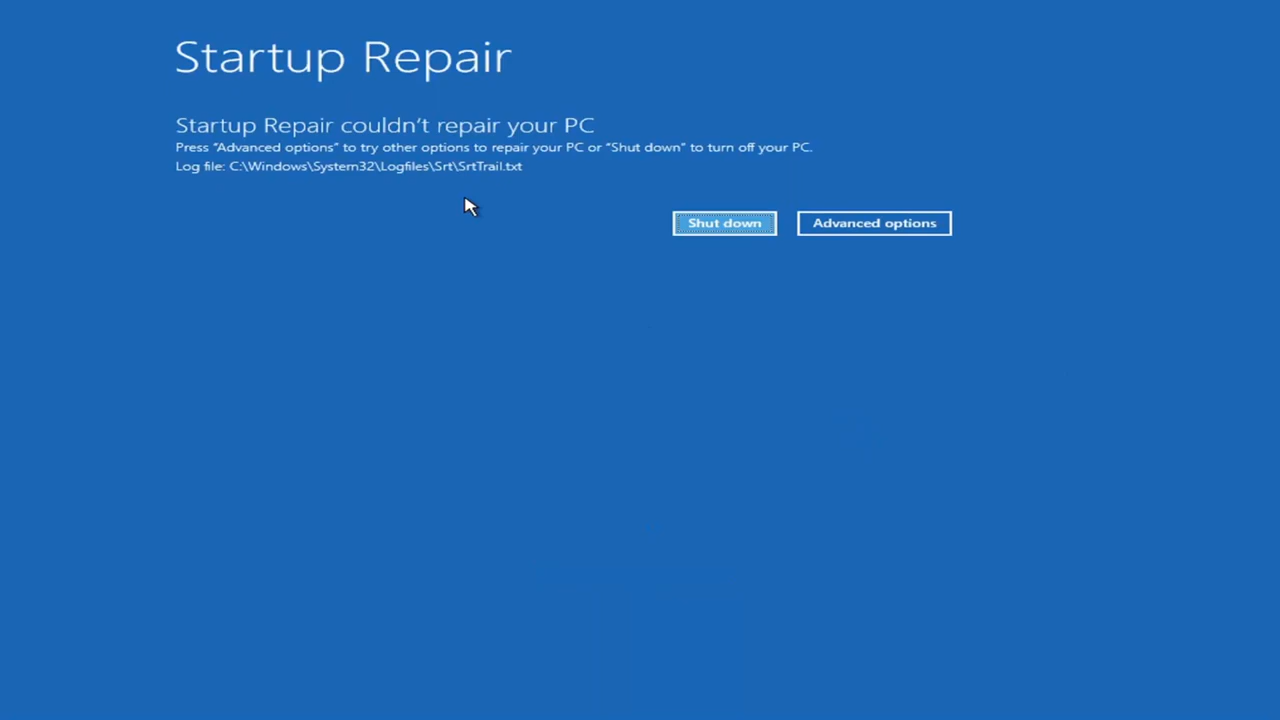 Startup Repair
Startup Repair couldn't repair your PC
Press “Advanced options” to try other options to repair your PC or “Shut down” to turn off your PC.
Log file: C:\Windows\System32\Logfiles\Srt\SrtTrail.txt
Shut down
Advanced options